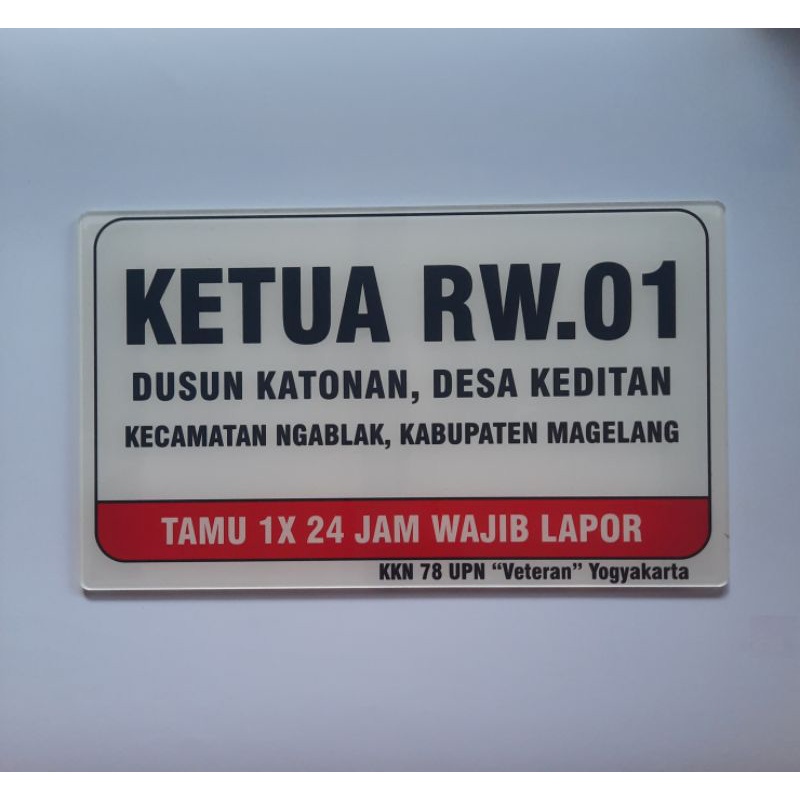 KETUA RW.01
DUSUN KATONAN, DESA KEDITAN
KECAMATAN NGABLAK, KABUPATEN MAGELANG
TAMU 1X 24 JAM WAJIB LAPOR
KKN 78 UPN “Veteran” Yogyakarta